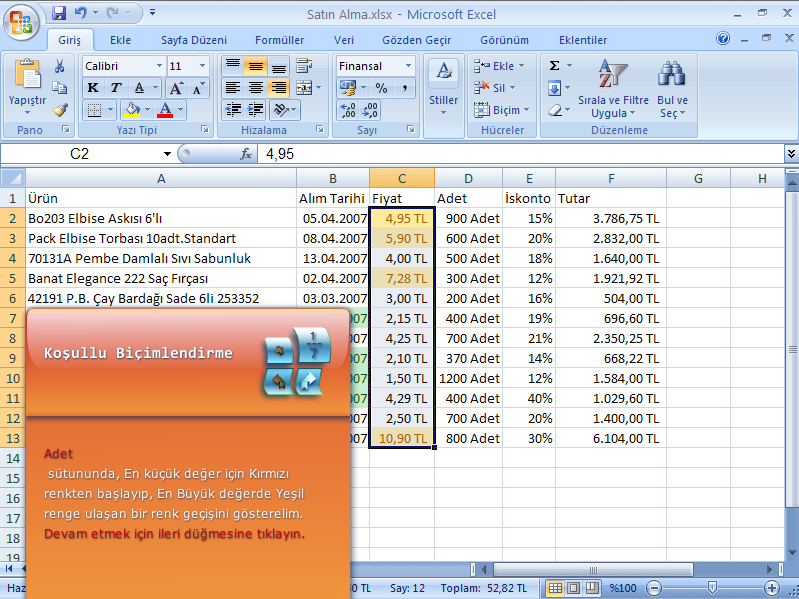 Satın Alma.xlsx - Microsoft Excel
Giriş Ekle Sayfa Düzeni Formüller Veri Gözden Geçir Görünüm Eklentiler
Yapıştır
Calibri 11
K T A
Finansal
Stiller
Ekle
Sil
Biçim
Sırala ve Filtre Uygula
Bul ve Seç
Pano Yazı Tipi Hizalama Sayı Hücreler Düzenleme
C2 fx 4,95
A B C D E F G H
1 Ürün Alım Tarihi Fiyat Adet İskonto Tutar
2 Bo203 Elbise Askısı 6'lı 05.04.2007 4,95 TL 900 Adet 15% 3.786,75 TL
3 Pack Elbise Torbası 10adt.Standart 08.04.2007 5,90 TL 600 Adet 20% 2.832,00 TL
4 70131A Pembe Damlalı Sıvı Sabunluk 13.04.2007 4,00 TL 500 Adet 18% 1.640,00 TL
5 Banat Elegance 222 Saç Fırçası 02.04.2007 7,28 TL 300 Adet 12% 1.921,92 TL
6 42191 P.B. Çay Bardağı Sade 6li 253352 03.03.2007 3,00 TL 200 Adet 16% 504,00 TL
7 007 2,15 TL 400 Adet 19% 696,60 TL
8 007 4,25 TL 700 Adet 21% 2.350,25 TL
9 007 2,10 TL 370 Adet 14% 668,22 TL
10 007 1,50 TL 1200 Adet 12% 1.584,00 TL
11 007 4,29 TL 400 Adet 40% 1.029,60 TL
12 007 2,50 TL 700 Adet 20% 1.400,00 TL
13 007 10,90 TL 800 Adet 30% 6.104,00 TL
14
15
16
17
18
19
Koşullu Biçimlendirme
1
7
Adet
sütununda, En küçük değer için Kırmızı
renkten başlayıp, En Büyük değerde Yeşil
renge ulaşan bir renk geçişini gösterelim.
Devam etmek için ileri düğmesine tıklayın.
Haz 0 TL Say: 12 Toplam: 52,82 TL %100